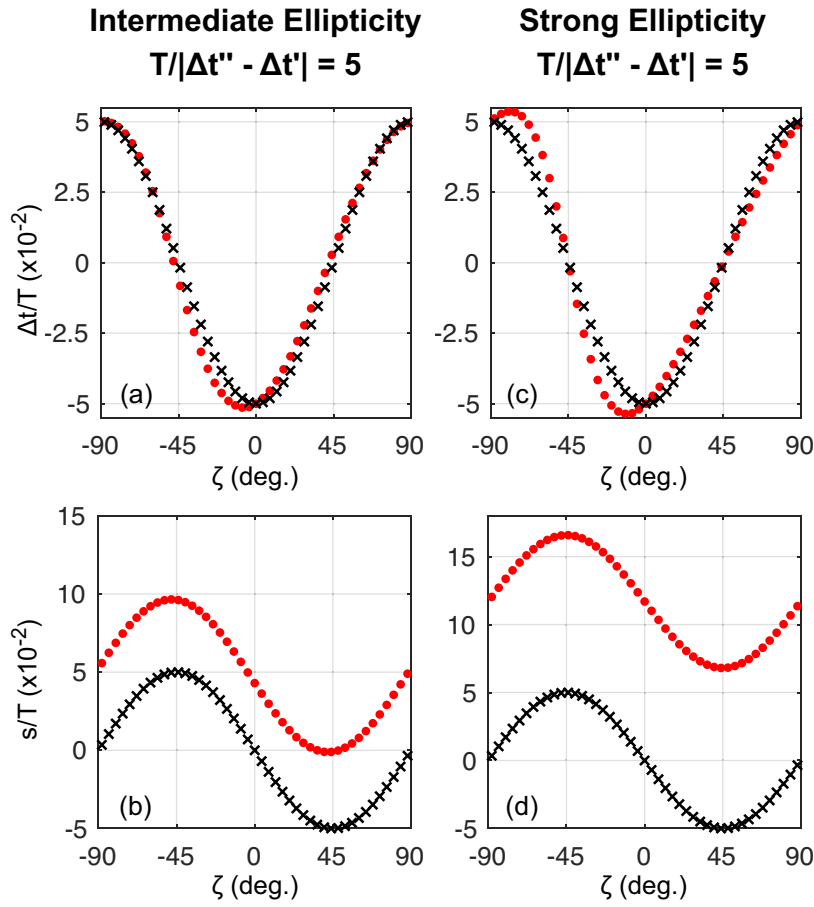 Intermediate Ellipticity
T/|Δt'' - Δt'| = 5
Strong Ellipticity
T/|Δt'' - Δt'| = 5
Δt/T (x10⁻²)
5
2.5
0
-2.5
-5
(a)
-90 -45 0 45 90
ζ (deg.)
5
2.5
0
-2.5
-5
(c)
-90 -45 0 45 90
ζ (deg.)
s/T (x10⁻²)
15
10
5
0
-5
(b)
-90 -45 0 45 90
ζ (deg.)
15
10
5
0
-5
(d)
-90 -45 0 45 90
ζ (deg.)